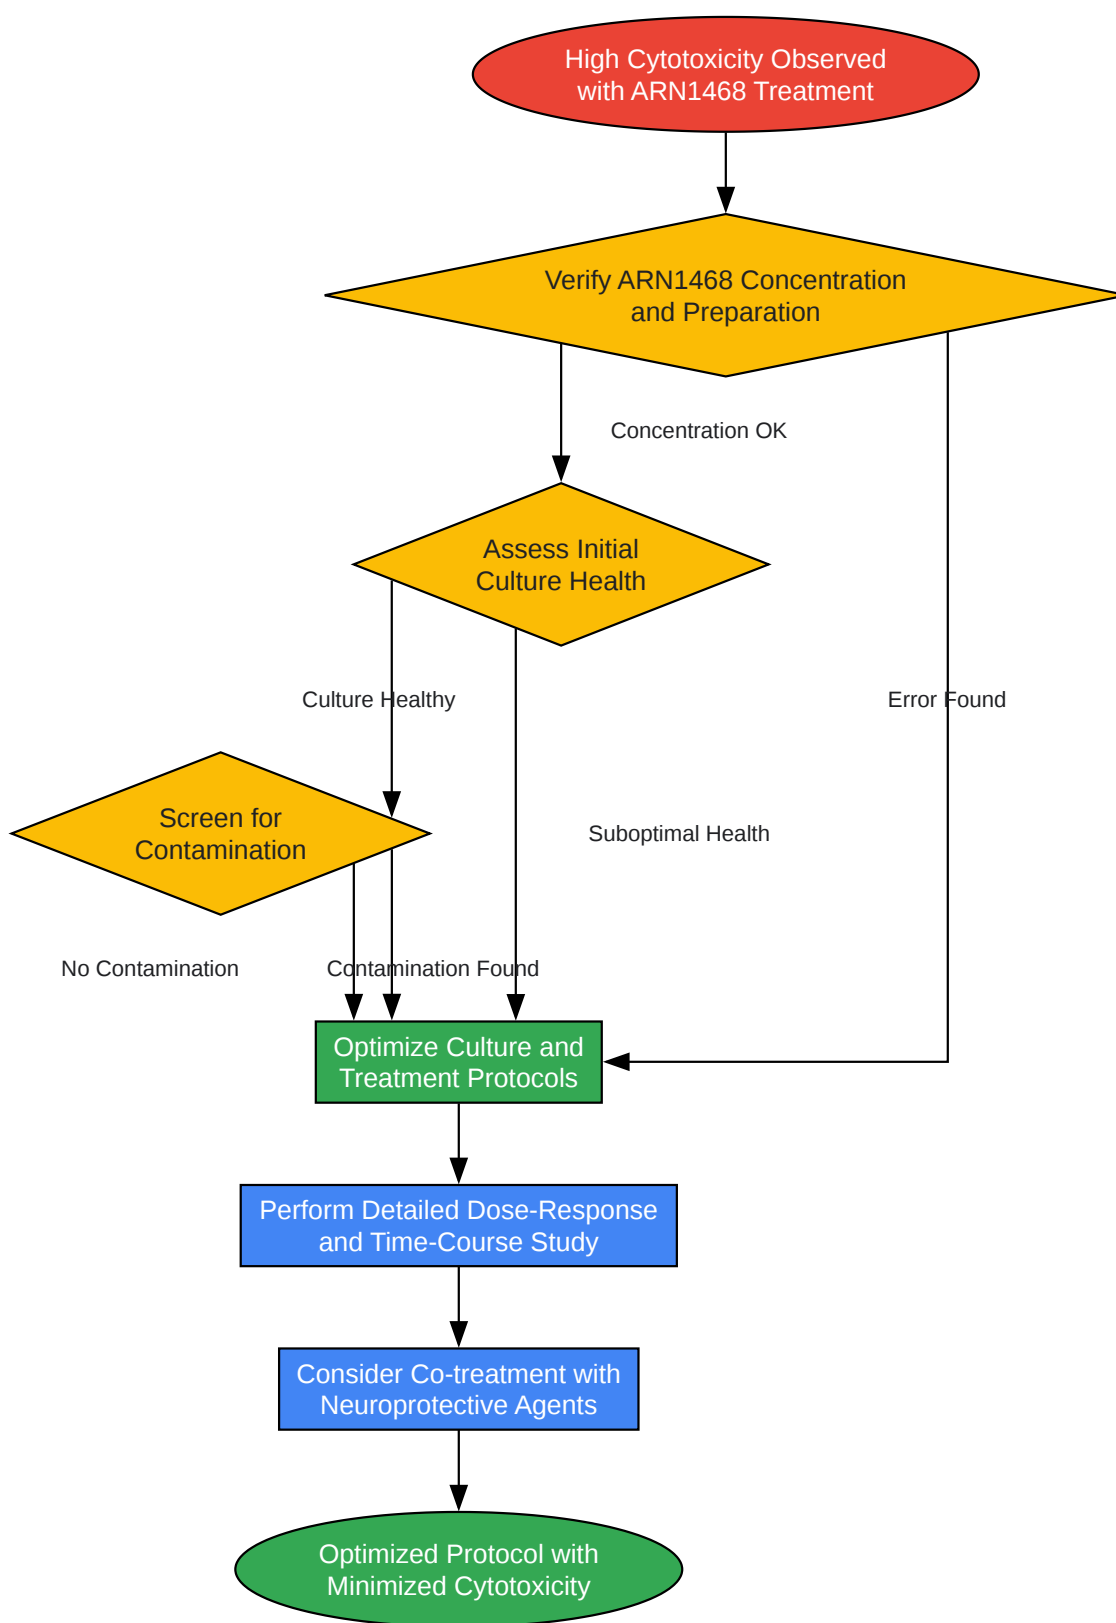 High Cytotoxicity Observed
with ARN1468 Treatment
Verify ARN1468 Concentration
and Preparation
Concentration OK
Assess Initial
Culture Health
Culture Healthy
Error Found
Screen for
Contamination
Suboptimal Health
No Contamination
Contamination Found
Optimize Culture and
Treatment Protocols
Perform Detailed Dose-Response
and Time-Course Study
Consider Co-treatment with
Neuroprotective Agents
Optimized Protocol with
Minimized Cytotoxicity